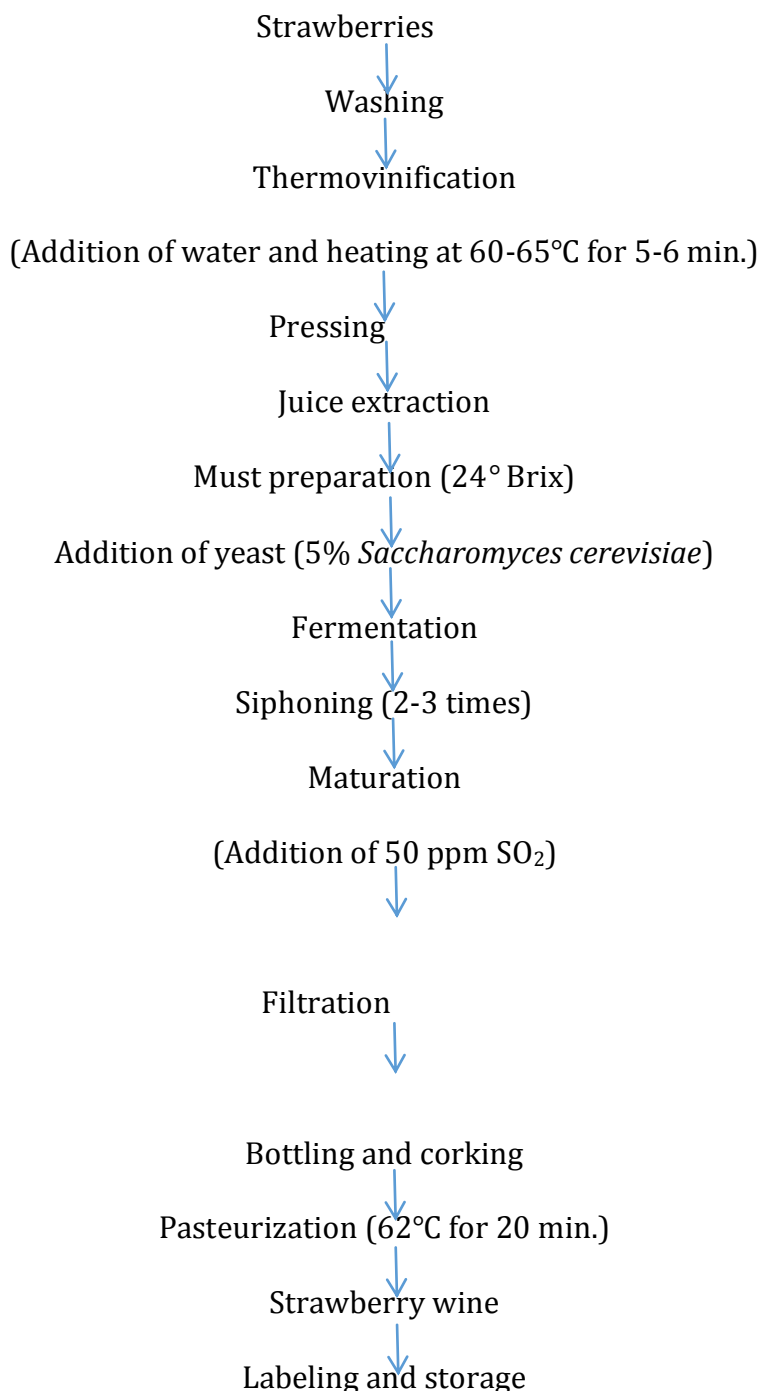 Strawberries
Washing
Thermovinification
(Addition of water and heating at 60-65°C for 5-6 min.)
Pressing
Juice extraction
Must preparation (24° Brix)
Addition of yeast (5% Saccharomyces cerevisiae)
Fermentation
Siphoning (2-3 times)
Maturation
(Addition of 50 ppm SO₂)
Filtration
Bottling and corking
Pasteurization (62°C for 20 min.)
Strawberry wine
Labeling and storage